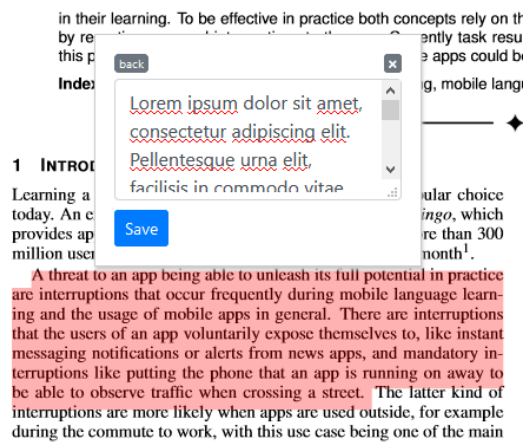 in their learning. To be effective in practice both concepts rely on th
by re
ently task resu
this p
e apps could be
back
×
Index
g, mobile langu
Lorem ipsum dolor sit amet,
consectetur adipiscing elit.
Pellentesque urna elit,
facilisis in commodo vitae
Save
1 INTROD
Learning a
ular choice
today. An e
ingo, which
provides ap
re than 300
million user
month¹.
A threat to an app being able to unleash its full potential in practice
are interruptions that occur frequently during mobile language learn-
ing and the usage of mobile apps in general. There are interruptions
that the users of an app voluntarily expose themselves to, like instant
messaging notifications or alerts from news apps, and mandatory in-
terruptions like putting the phone that an app is running on away to
be able to observe traffic when crossing a street. The latter kind of
interruptions are more likely when apps are used outside, for example
during the commute to work, with this use case being one of the main